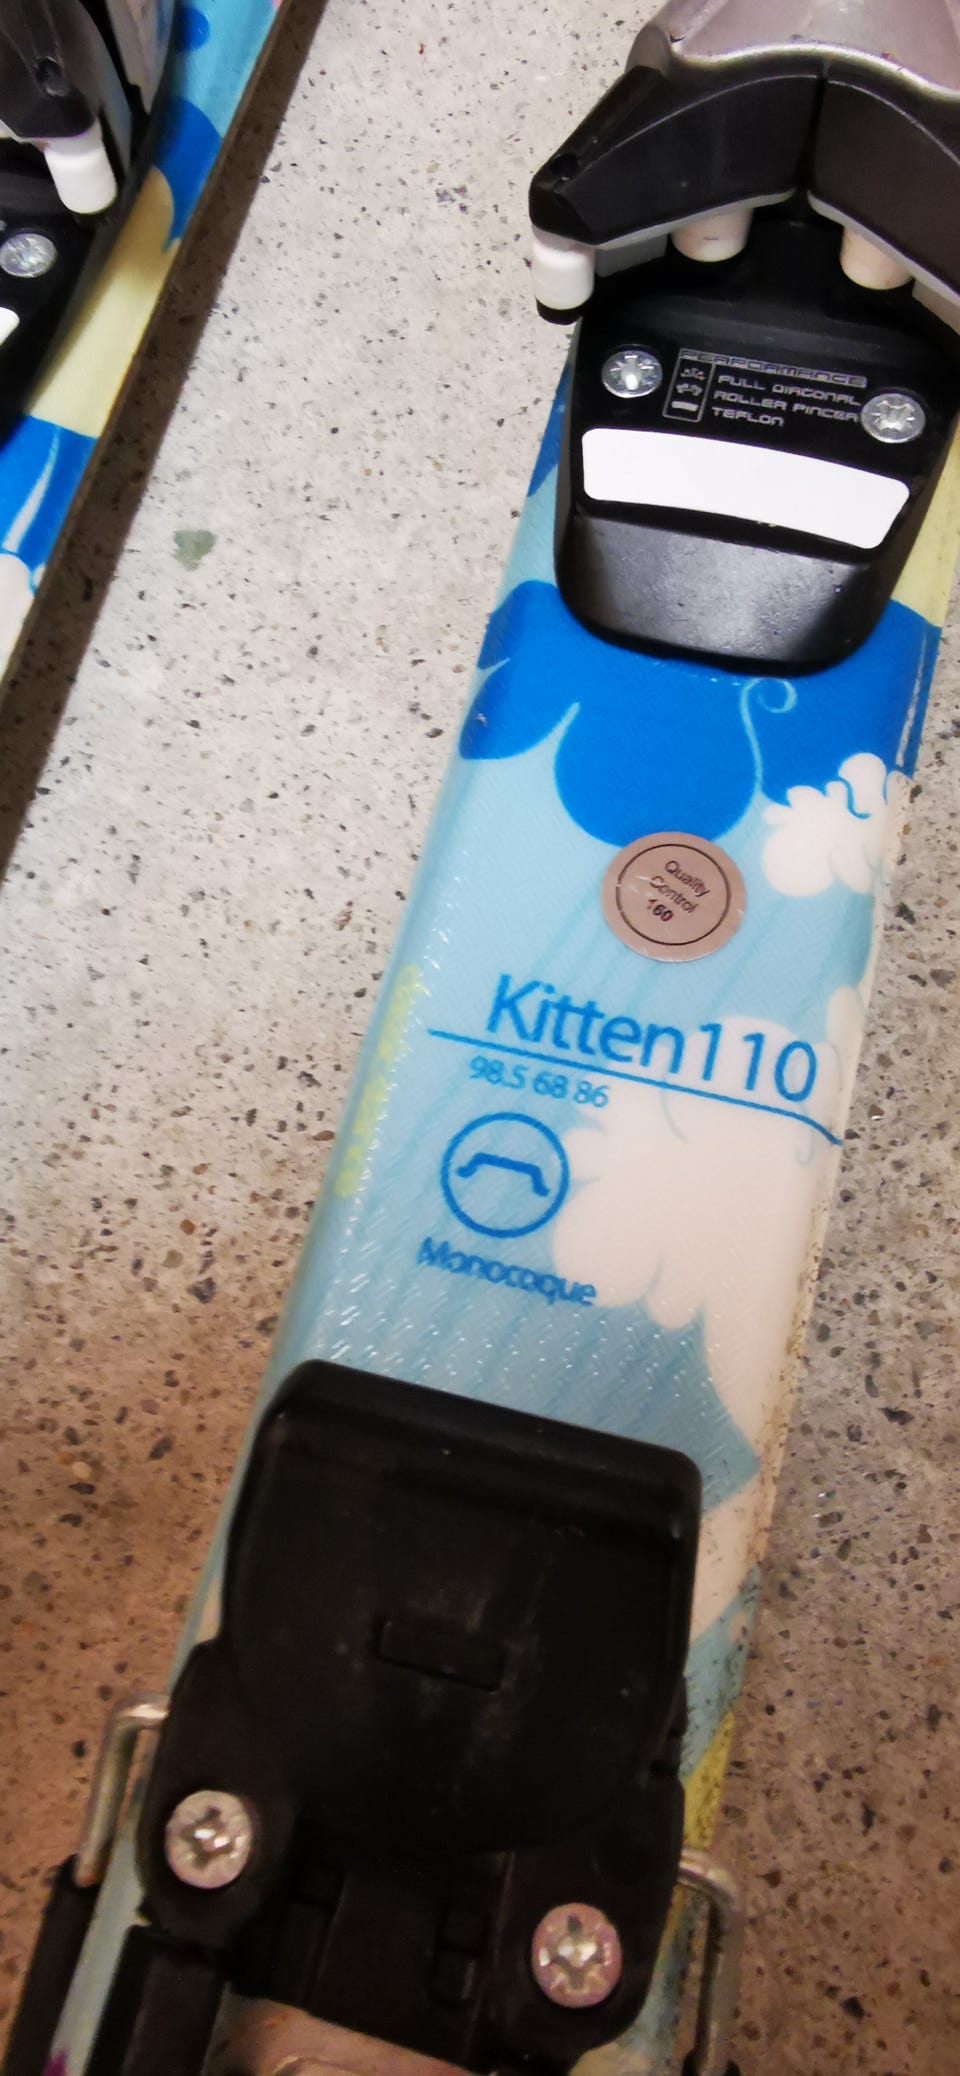 PERFORMANCE
FULL DIAGONAL
ROLLER PINCER
TEFLON
Quality
Control
160
Kitten110
98.5 68 86
Monocoque